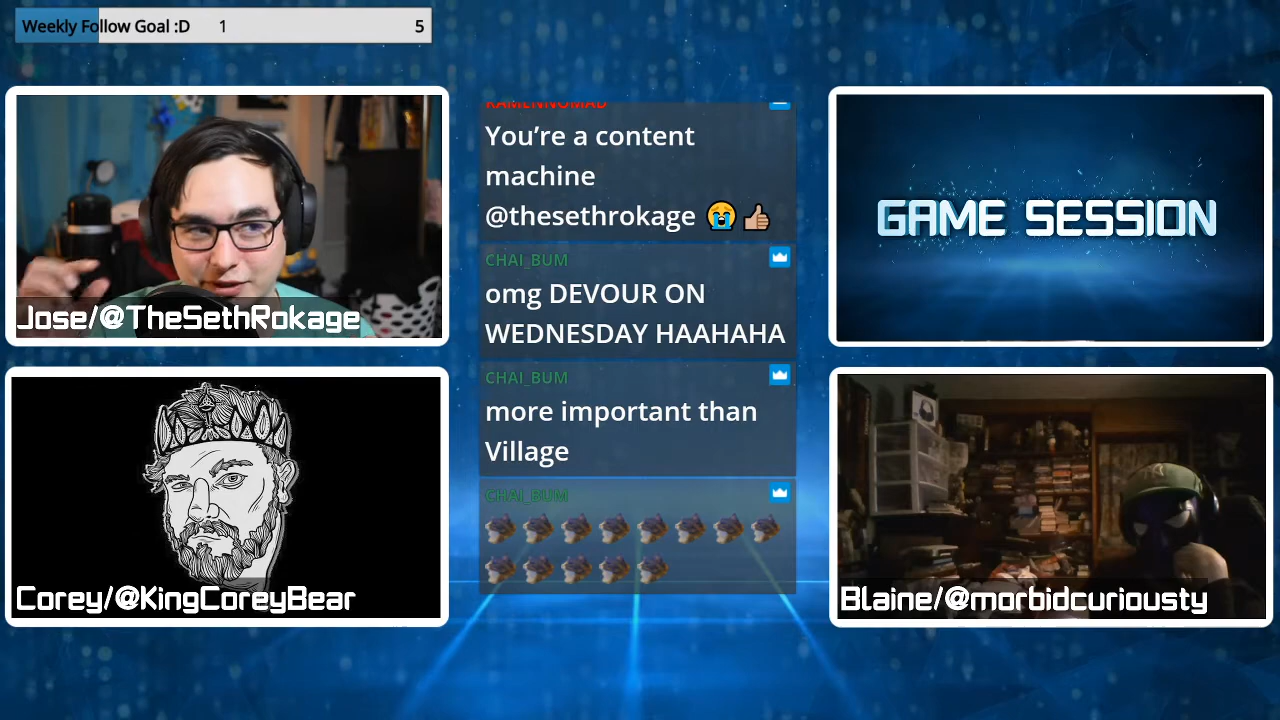 Weekly Follow Goal :D 1 5
RAMENNOMAD
You're a content
machine
@thesethrokage
CHAI_BUM
omg DEVOUR ON
WEDNESDAY HAAHAHA
CHAI_BUM
more important than
Village
CHAI_BUM
GAME SESSION
Jose/@TheSethRokage
Corey/@KingCoreyBear
Blaine/@morbidcuriousty